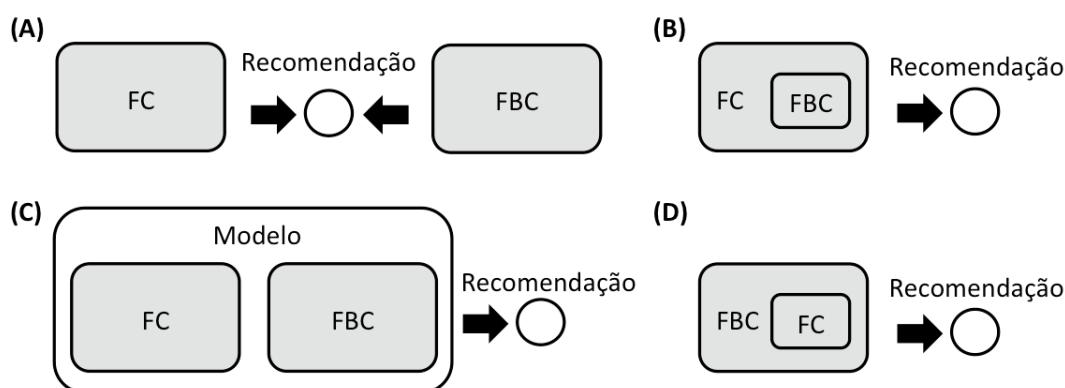 (A)
FC
Recomendação
FBC
(B)
FC
FBC
Recomendação
(C)
Modelo
FC
FBC
Recomendação
(D)
FBC
FC
Recomendação